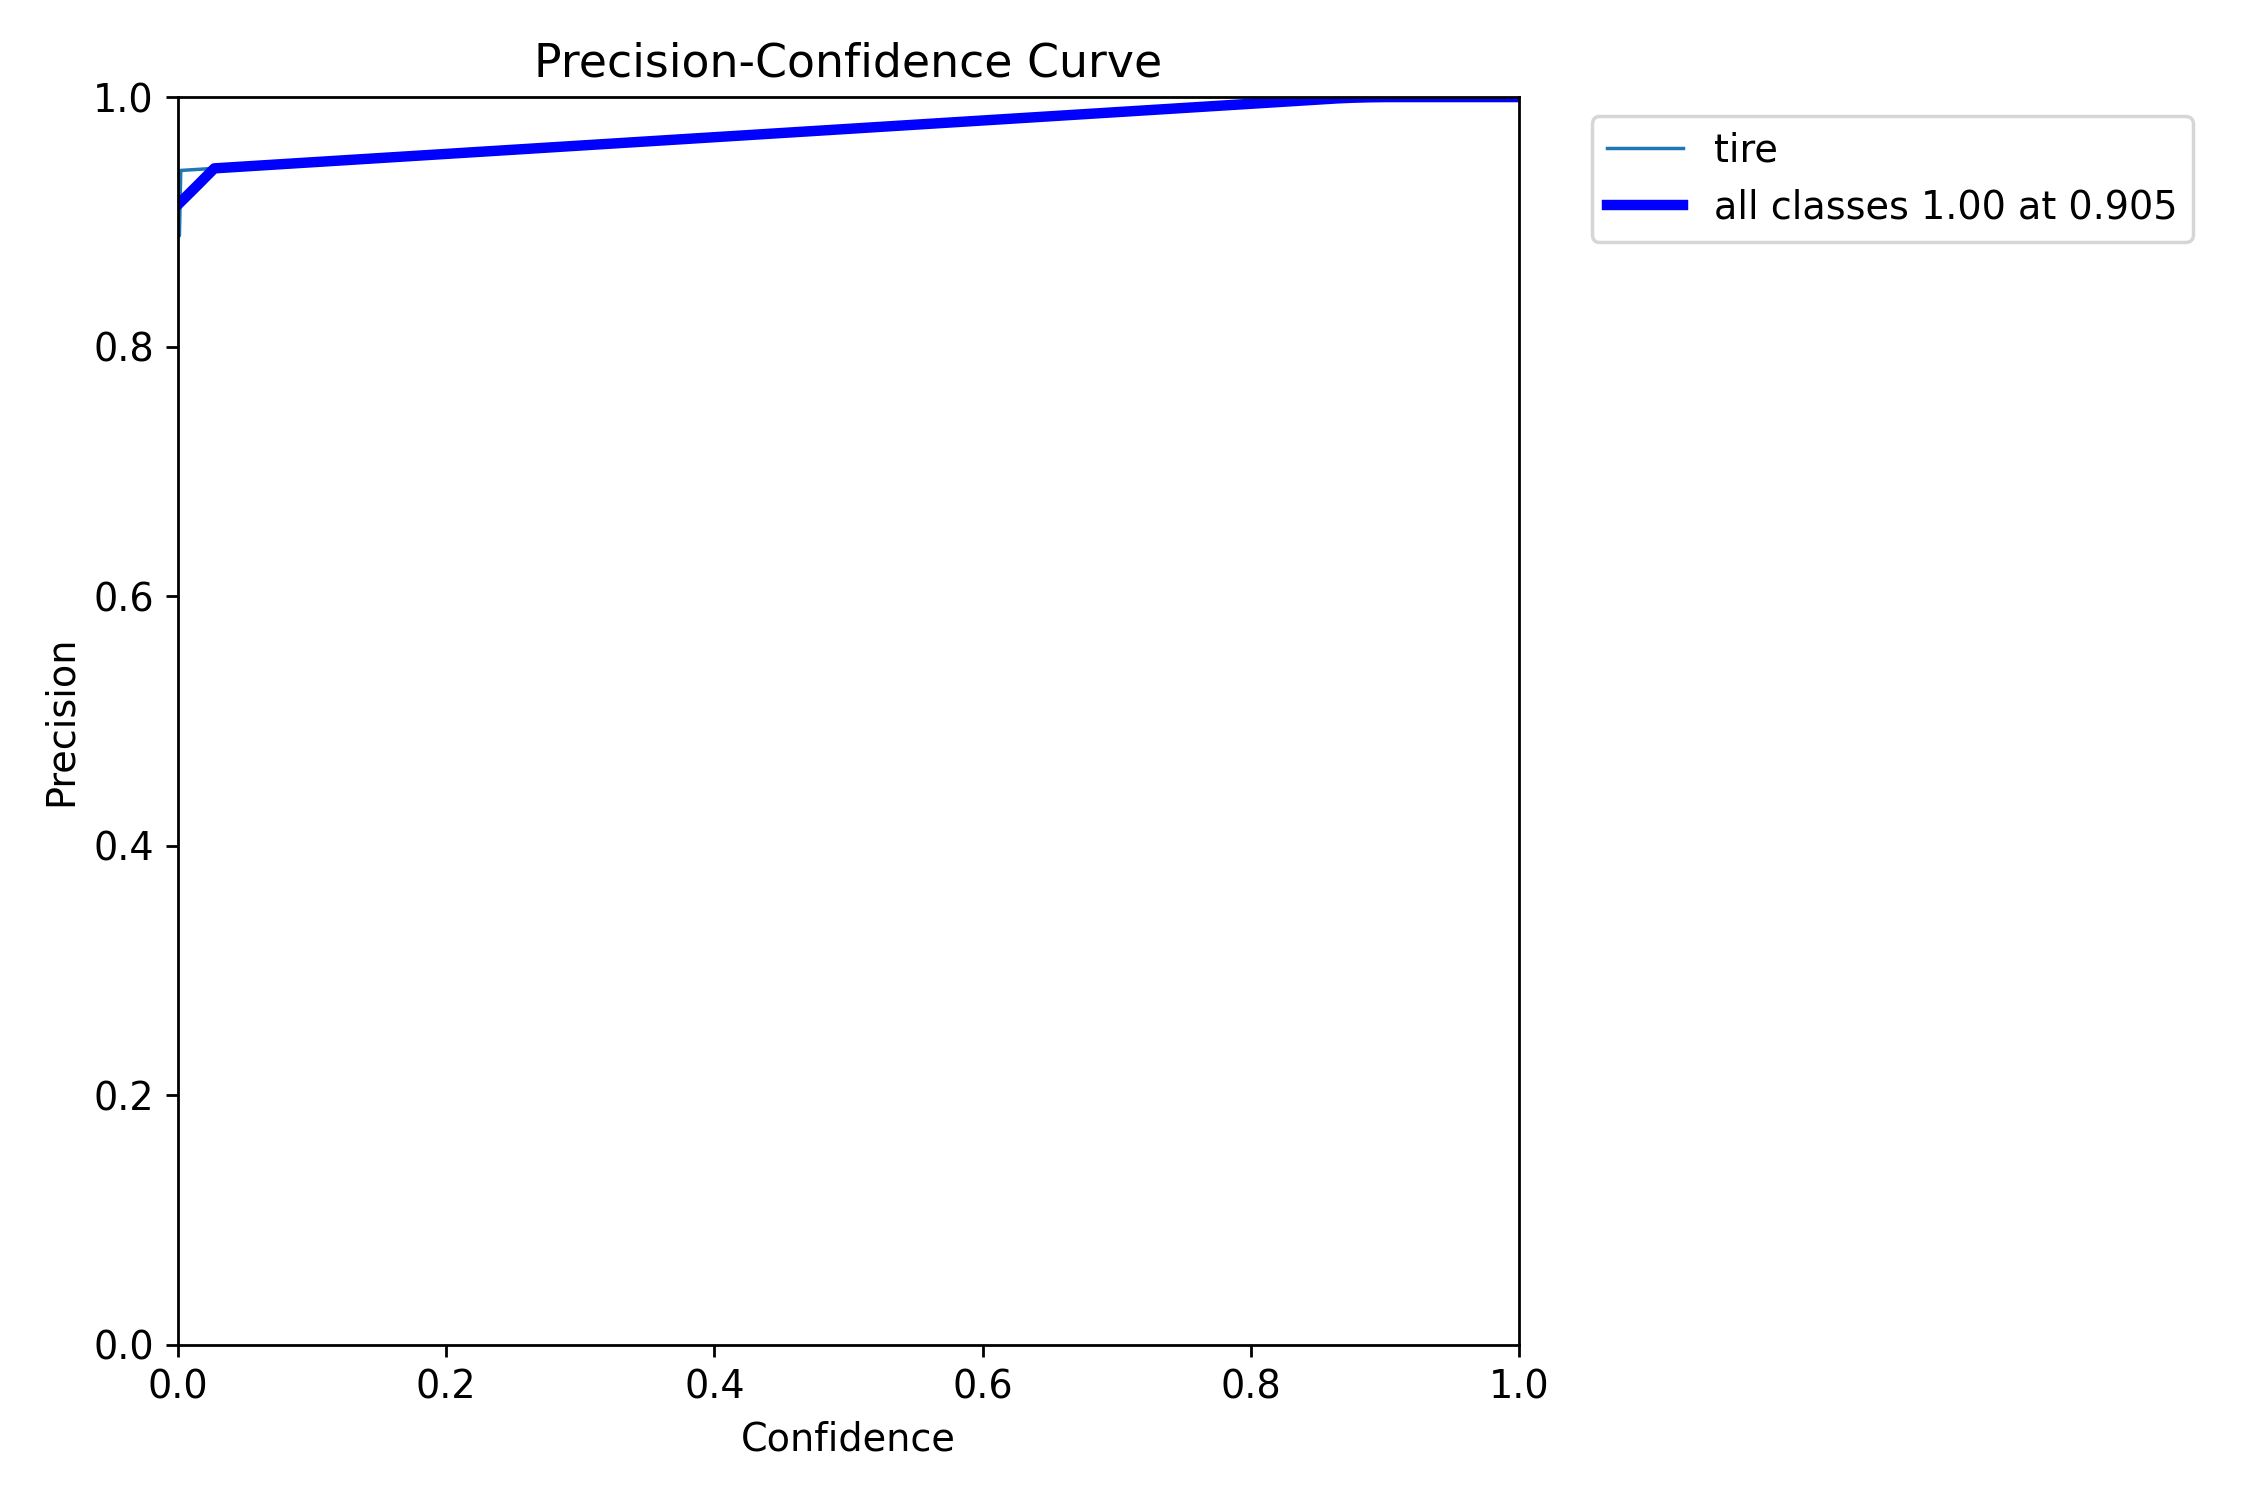 Precision-Confidence Curve
1.0
0.8
0.6
0.4
0.2
0.0
Precision
0.0 0.2 0.4 0.6 0.8 1.0
Confidence
tire
all classes 1.00 at 0.905